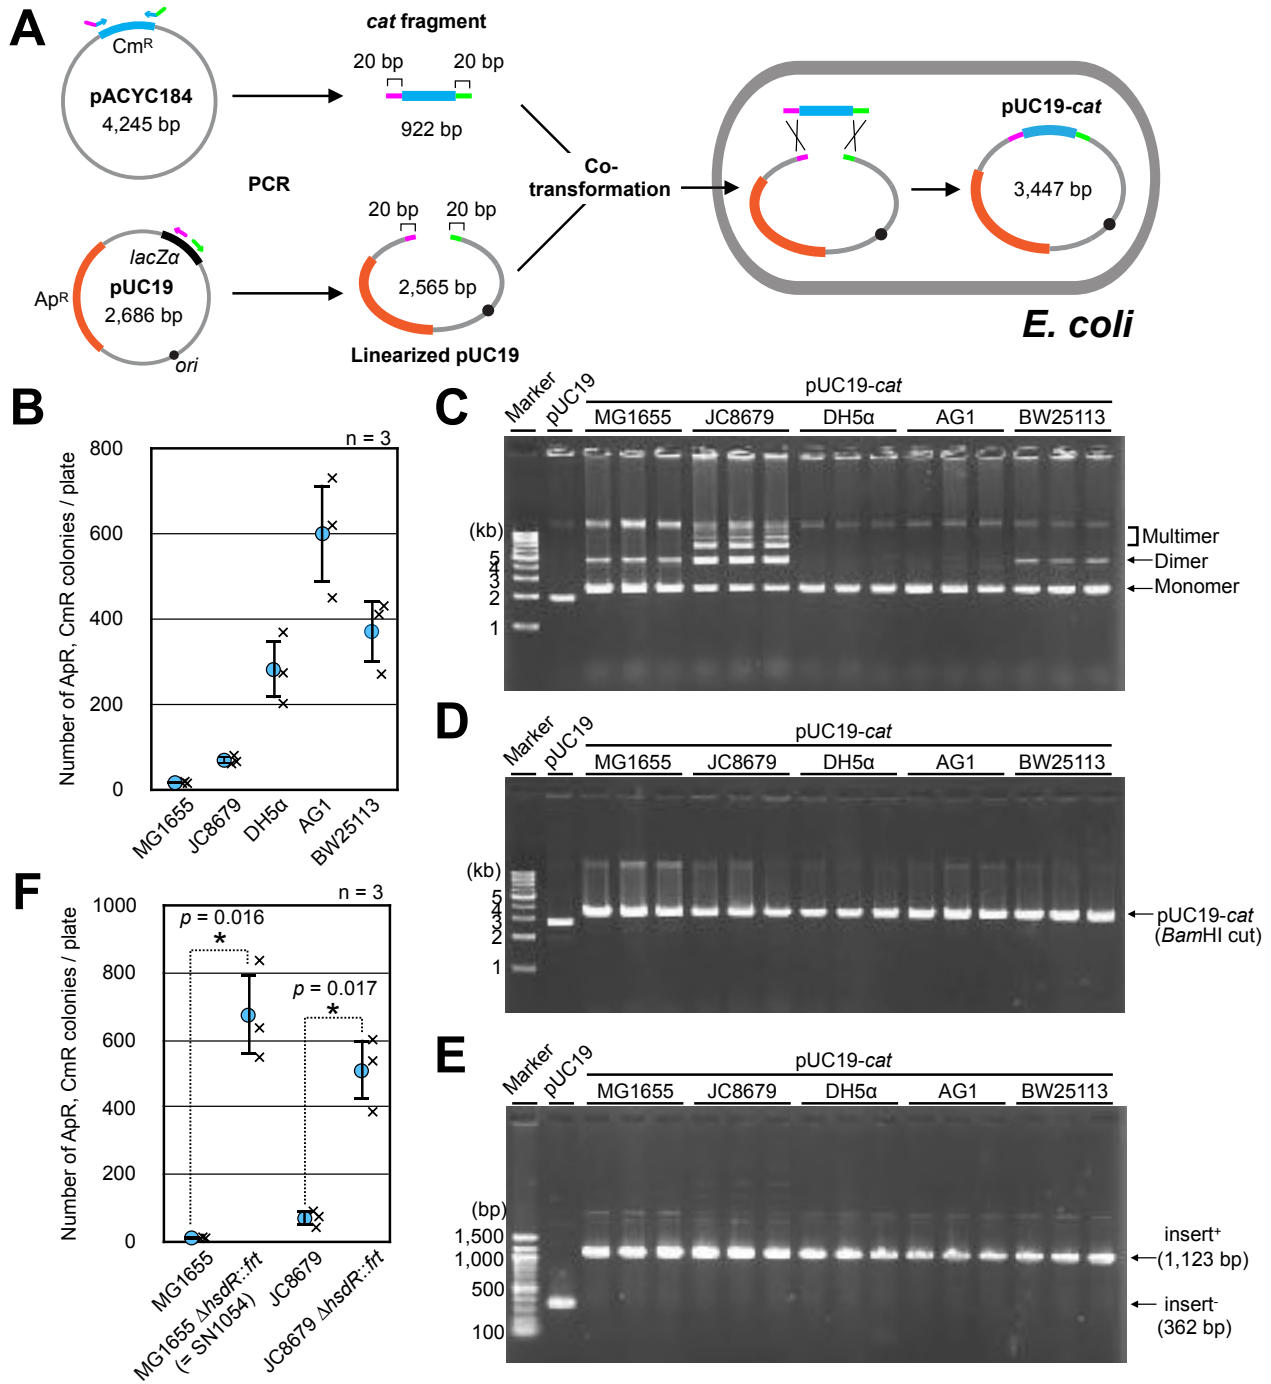 A
Cm^R
pACYC184
4,245 bp
cat fragment
20 bp
20 bp
922 bp
PCR
lacZα
Ap^R
pUC19
2,686 bp
ori
20 bp
20 bp
2,565 bp
Linearized pUC19
Co-
transformation
pUC19-cat
3,447 bp
E. coli
B
n = 3
Number of ApR, CmR colonies / plate
800
600
400
200
0
MG1655
JC8679
DH5α
AG1
BW25113
C
Marker
pUC19
pUC19-cat
MG1655
JC8679
DH5α
AG1
BW25113
(kb)
5
4
3
2
1
Multimer
Dimer
Monomer
D
Marker
pUC19
pUC19-cat
MG1655
JC8679
DH5α
AG1
BW25113
(kb)
5
4
3
2
1
pUC19-cat
(BamHI cut)
E
Marker
pUC19
pUC19-cat
MG1655
JC8679
DH5α
AG1
BW25113
(bp)
1,500
1,000
500
100
insert+
(1,123 bp)
insert-
(362 bp)
F
n = 3
Number of ApR, CmR colonies / plate
1000
800
600
400
200
0
p = 0.016
*
p = 0.017
*
MG1655
MG1655 ΔhsdR::frt
(= SN1054)
JC8679
JC8679 ΔhsdR::frt